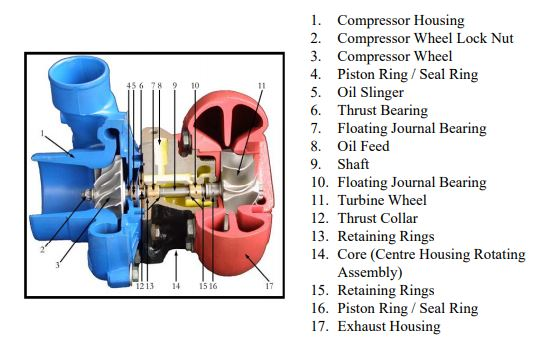 1. Compressor Housing
2. Compressor Wheel Lock Nut
3. Compressor Wheel
4. Piston Ring / Seal Ring
5. Oil Slinger
6. Thrust Bearing
7. Floating Journal Bearing
8. Oil Feed
9. Shaft
10. Floating Journal Bearing
11. Turbine Wheel
12. Thrust Collar
13. Retaining Rings
14. Core (Centre Housing Rotating
Assembly)
15. Retaining Rings
16. Piston Ring / Seal Ring
17. Exhaust Housing
4 5 6 7 8 9 10 11
1
2
3
12 13 14 15 16 17